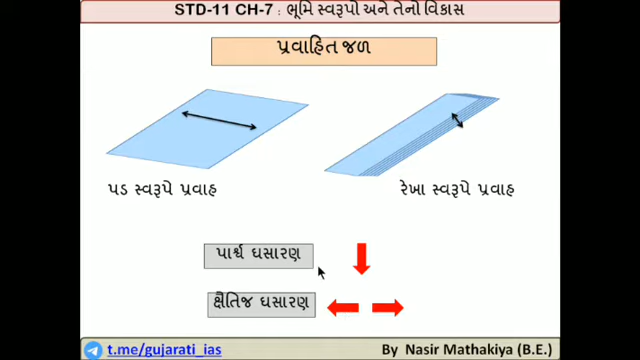 STD-11 CH-7 : ભૂમિ સ્વરૂપો અને તેનો વિકાસ
પ્રવાહિત જળ
પડ સ્વરૂપે પ્રવાહ
રેખા સ્વરૂપે પ્રવાહ
પાર્શ્વ ઘસારણ
ક્ષૈતિજ ઘસારણ
t.me/gujarati_ias
By Nasir Mathakiya (B.E.)